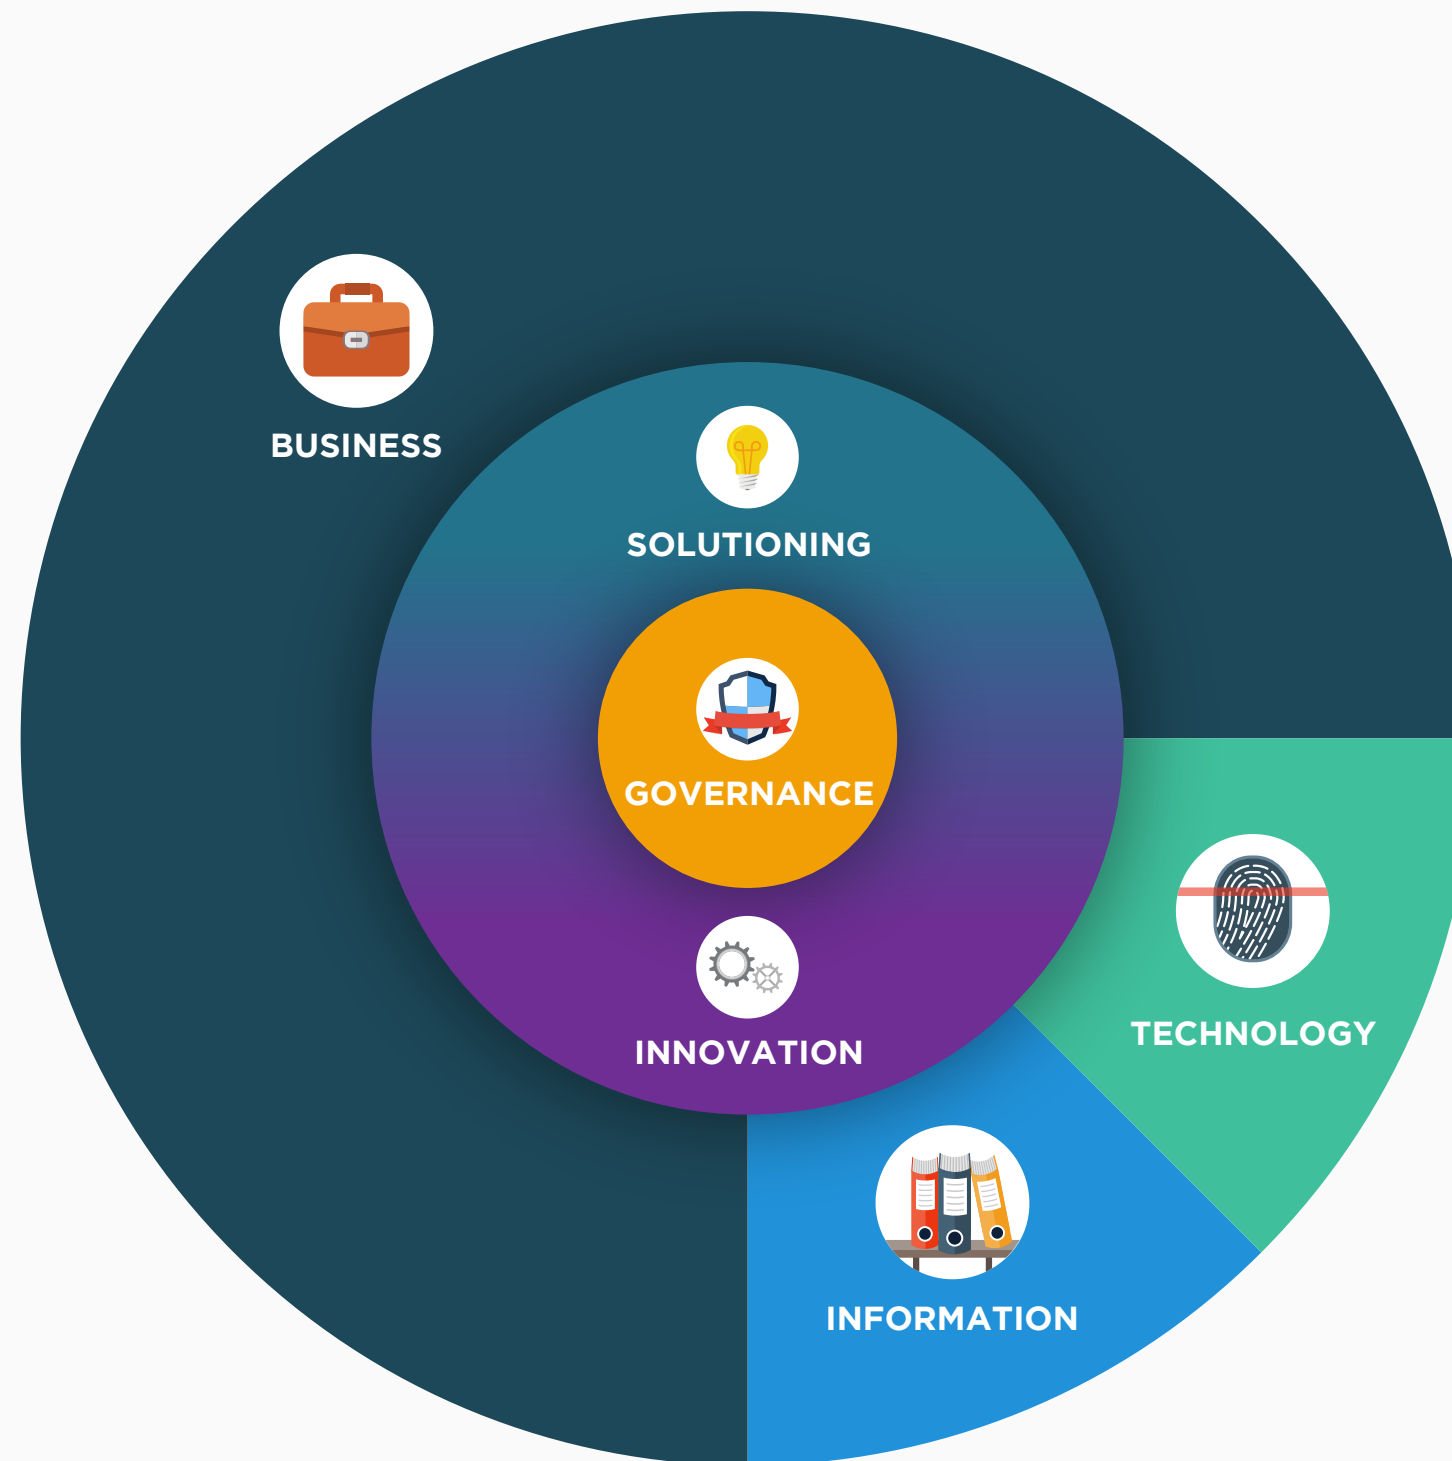 BUSINESS
SOLUTIONING
GOVERNANCE
INNOVATION
TECHNOLOGY
INFORMATION